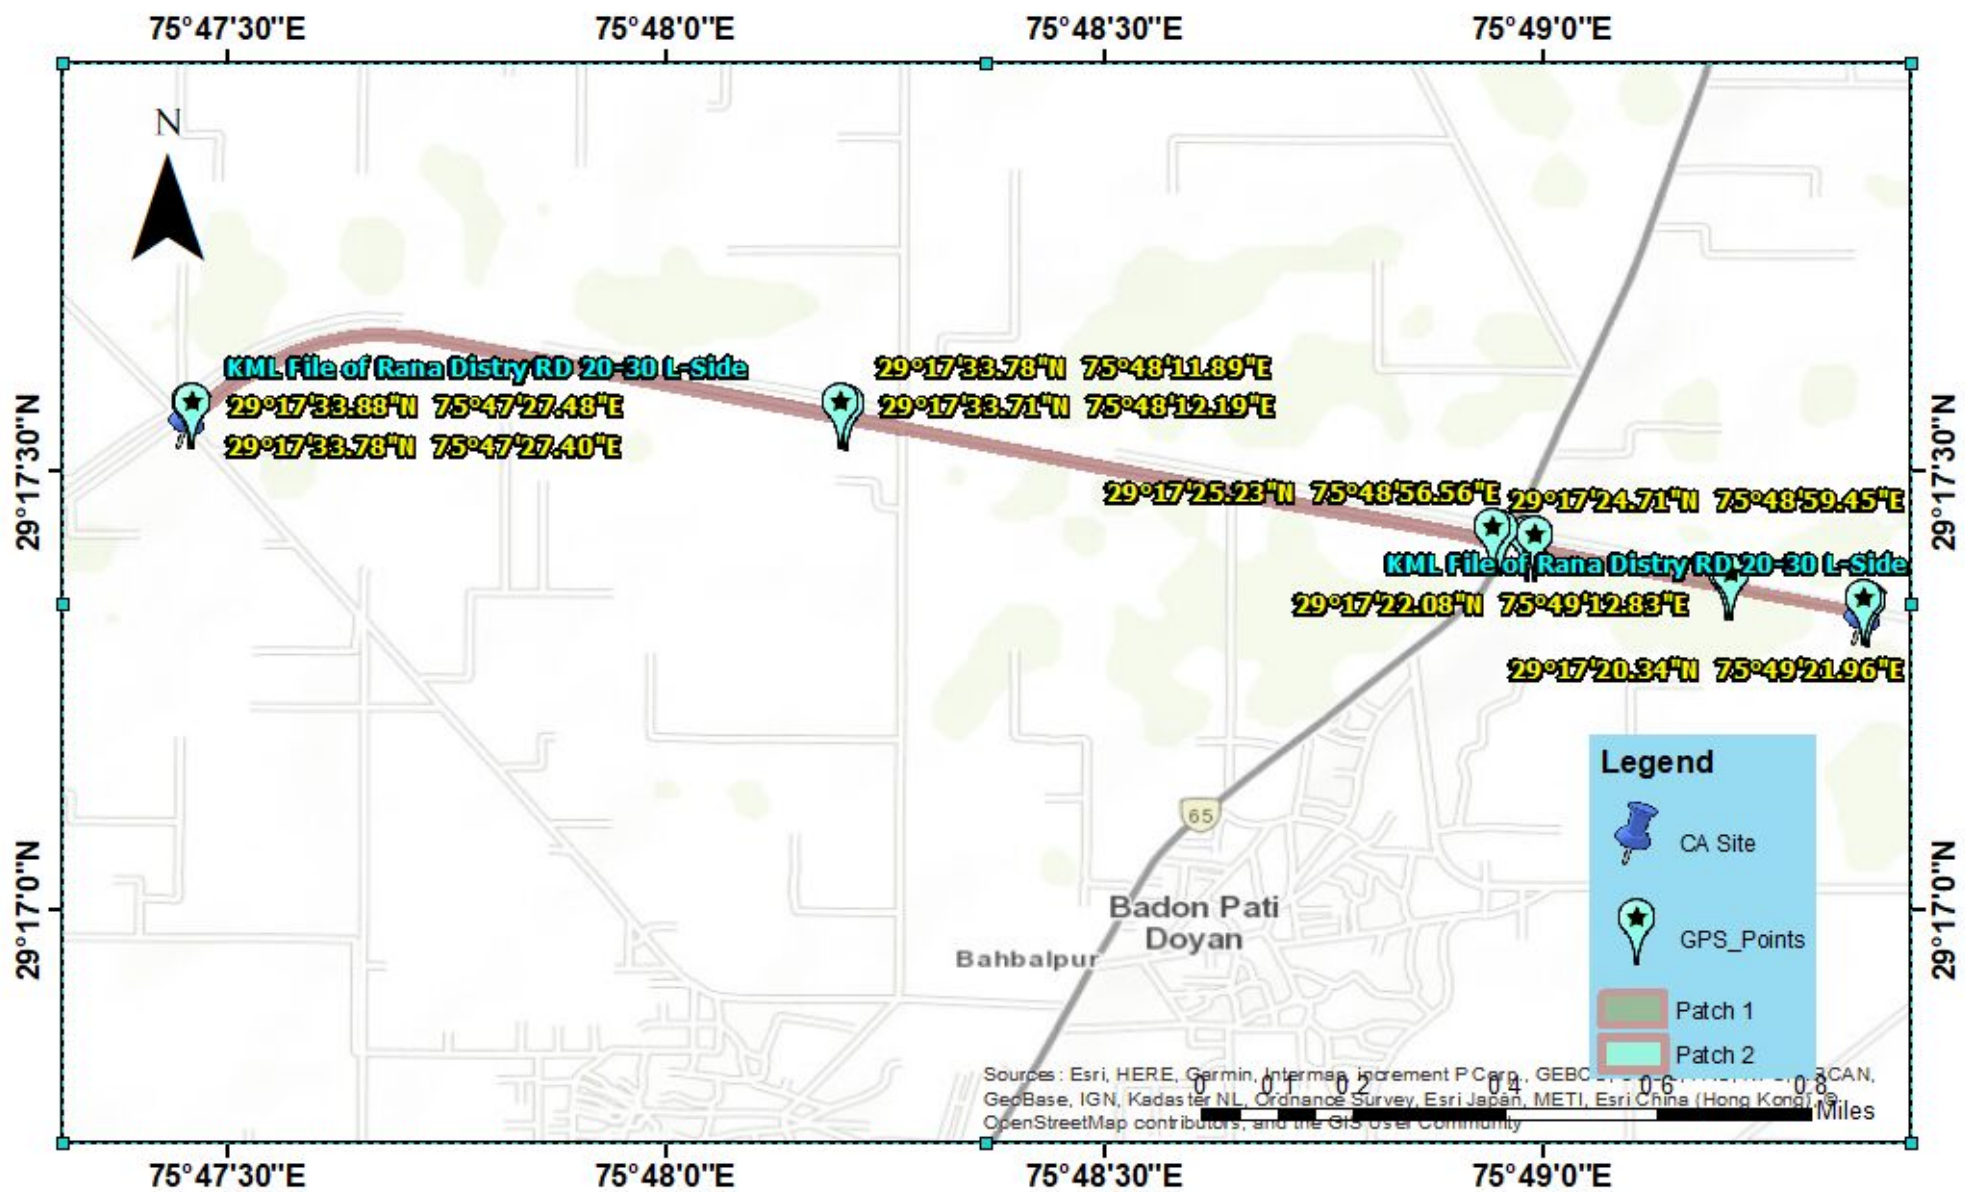 75°47'30"E 75°48'0"E 75°48'30"E 75°49'0"E
N
KML File of Rana Distry RD 20-30 L-Side
29°17'33.88"N 75°47'27.48"E
29°17'33.78"N 75°47'27.40"E
29°17'33.78"N 75°48'11.89"E
29°17'33.71"N 75°48'12.19"E
29°17'30"N
29°17'30"N
29°17'25.23"N 75°48'56.56"E
29°17'24.71"N 75°48'59.45"E
KML File of Rana Distry RD 20-30 L-Side
29°17'22.08"N 75°49'12.83"E
29°17'20.34"N 75°49'21.96"E
65
Badon Pati
Doyan
Bahbalpur
29°17'0"N
29°17'0"N
Legend
CA Site
GPS_Points
Patch 1
Patch 2
Sources: Esri, HERE, Garmin, Intermap, increment P Corp., GEBCO,
GeoBase, IGN, Kadaster NL, Ordnance Survey, Esri Japan, METI, Esri China (Hong Kong), ©
OpenStreetMap contributors, and the GIS User Community
0 0.1 0.2 0.4 0.6 0.8
Miles
75°47'30"E 75°48'0"E 75°48'30"E 75°49'0"E